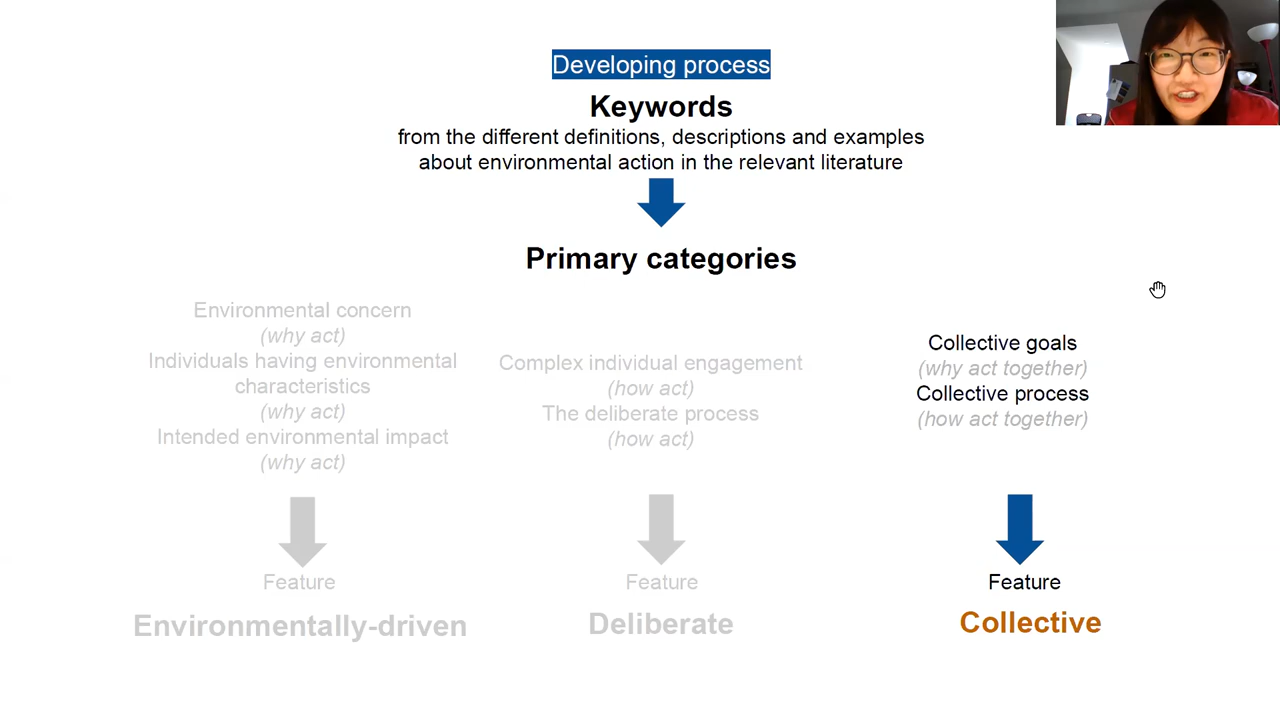 Developing process
Keywords
from the different definitions, descriptions and examples
about environmental action in the relevant literature
Primary categories
Environmental concern
(why act)
Individuals having environmental
characteristics
(why act)
Intended environmental impact
(why act)
Complex individual engagement
(how act)
The deliberate process
(how act)
Collective goals
(why act together)
Collective process
(how act together)
Feature
Environmentally-driven
Feature
Deliberate
Feature
Collective